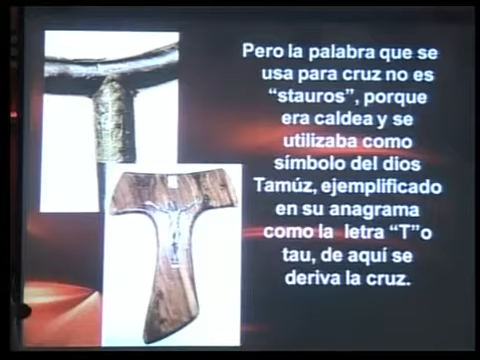 Pero la palabra que se
usa para cruz no es
“stauros”, porque
era caldea y se
utilizaba como
símbolo del dios
Tamúz, ejemplificado
en su anagrama
como la letra “T”o
tau, de aquí se
deriva la cruz.